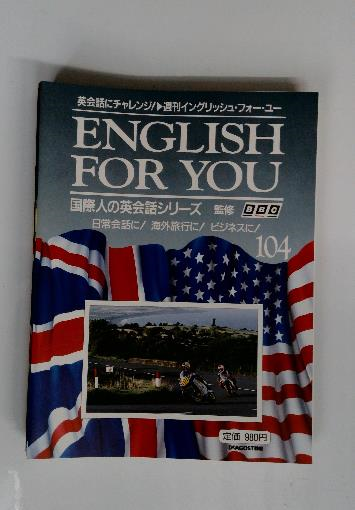 英会話にチャレンジ!▶週刊イングリッシュ・フォー・ユー
ENGLISH
FOR YOU
国際人の英会話シリーズ 監修 BBC
日常会話に! 海外旅行に! ビジネスに!
104
定価 980円
DeAGOSTINI